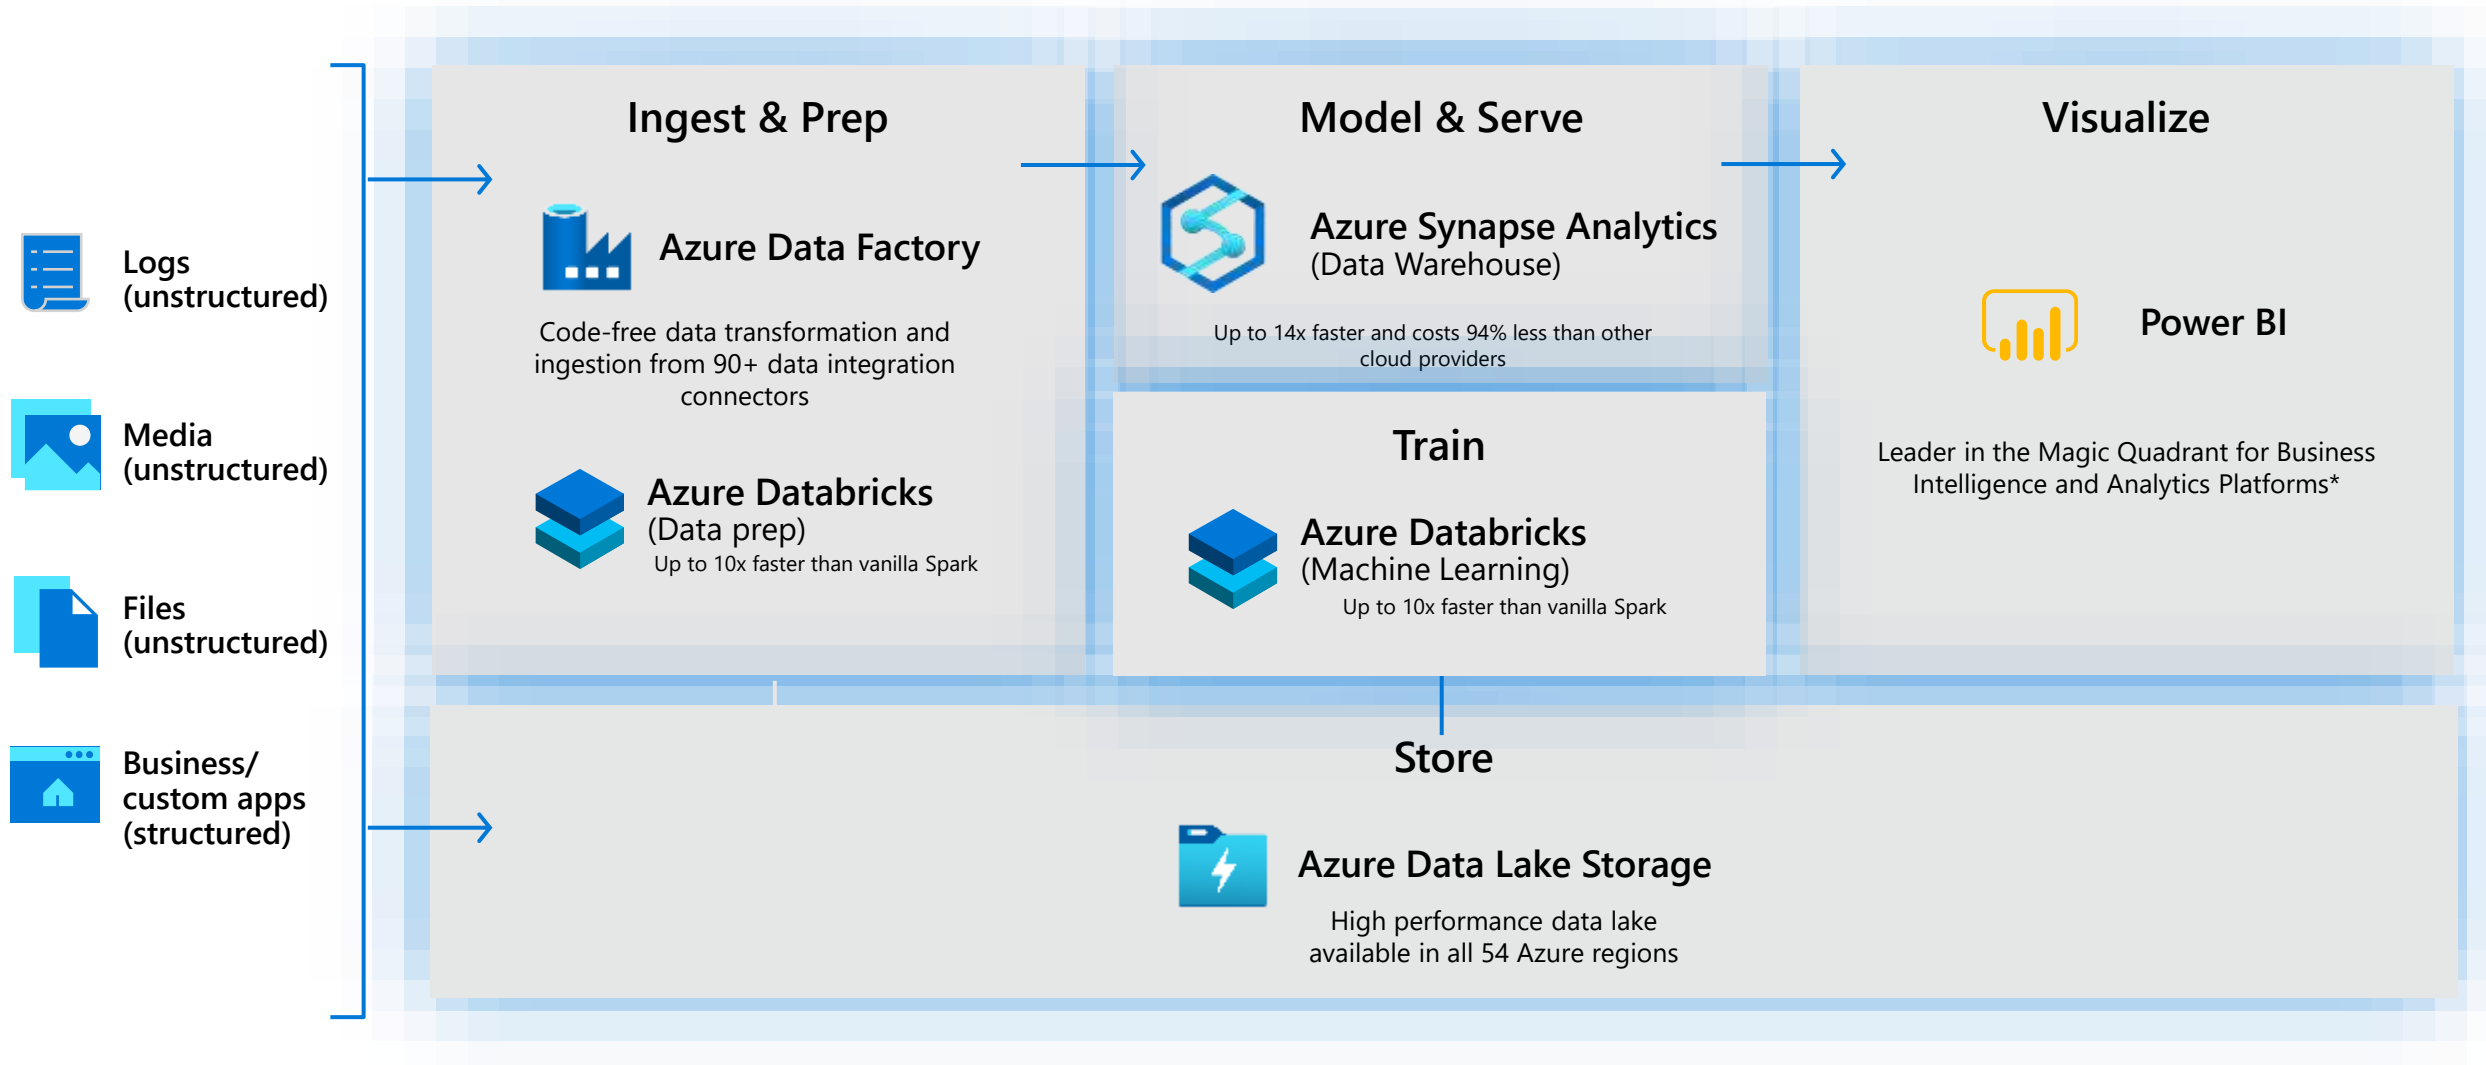 Logs
(unstructured)
Media
(unstructured)
Files
(unstructured)
Business/
custom apps
(structured)
Ingest & Prep
Azure Data Factory
Code-free data transformation and
ingestion from 90+ data integration
connectors
Azure Databricks
(Data prep)
Up to 10x faster than vanilla Spark
Model & Serve
Azure Synapse Analytics
(Data Warehouse)
Up to 14x faster and costs 94% less than other
cloud providers
Train
Azure Databricks
(Machine Learning)
Up to 10x faster than vanilla Spark
Visualize
Power BI
Leader in the Magic Quadrant for Business
Intelligence and Analytics Platforms*
Store
Azure Data Lake Storage
High performance data lake
available in all 54 Azure regions